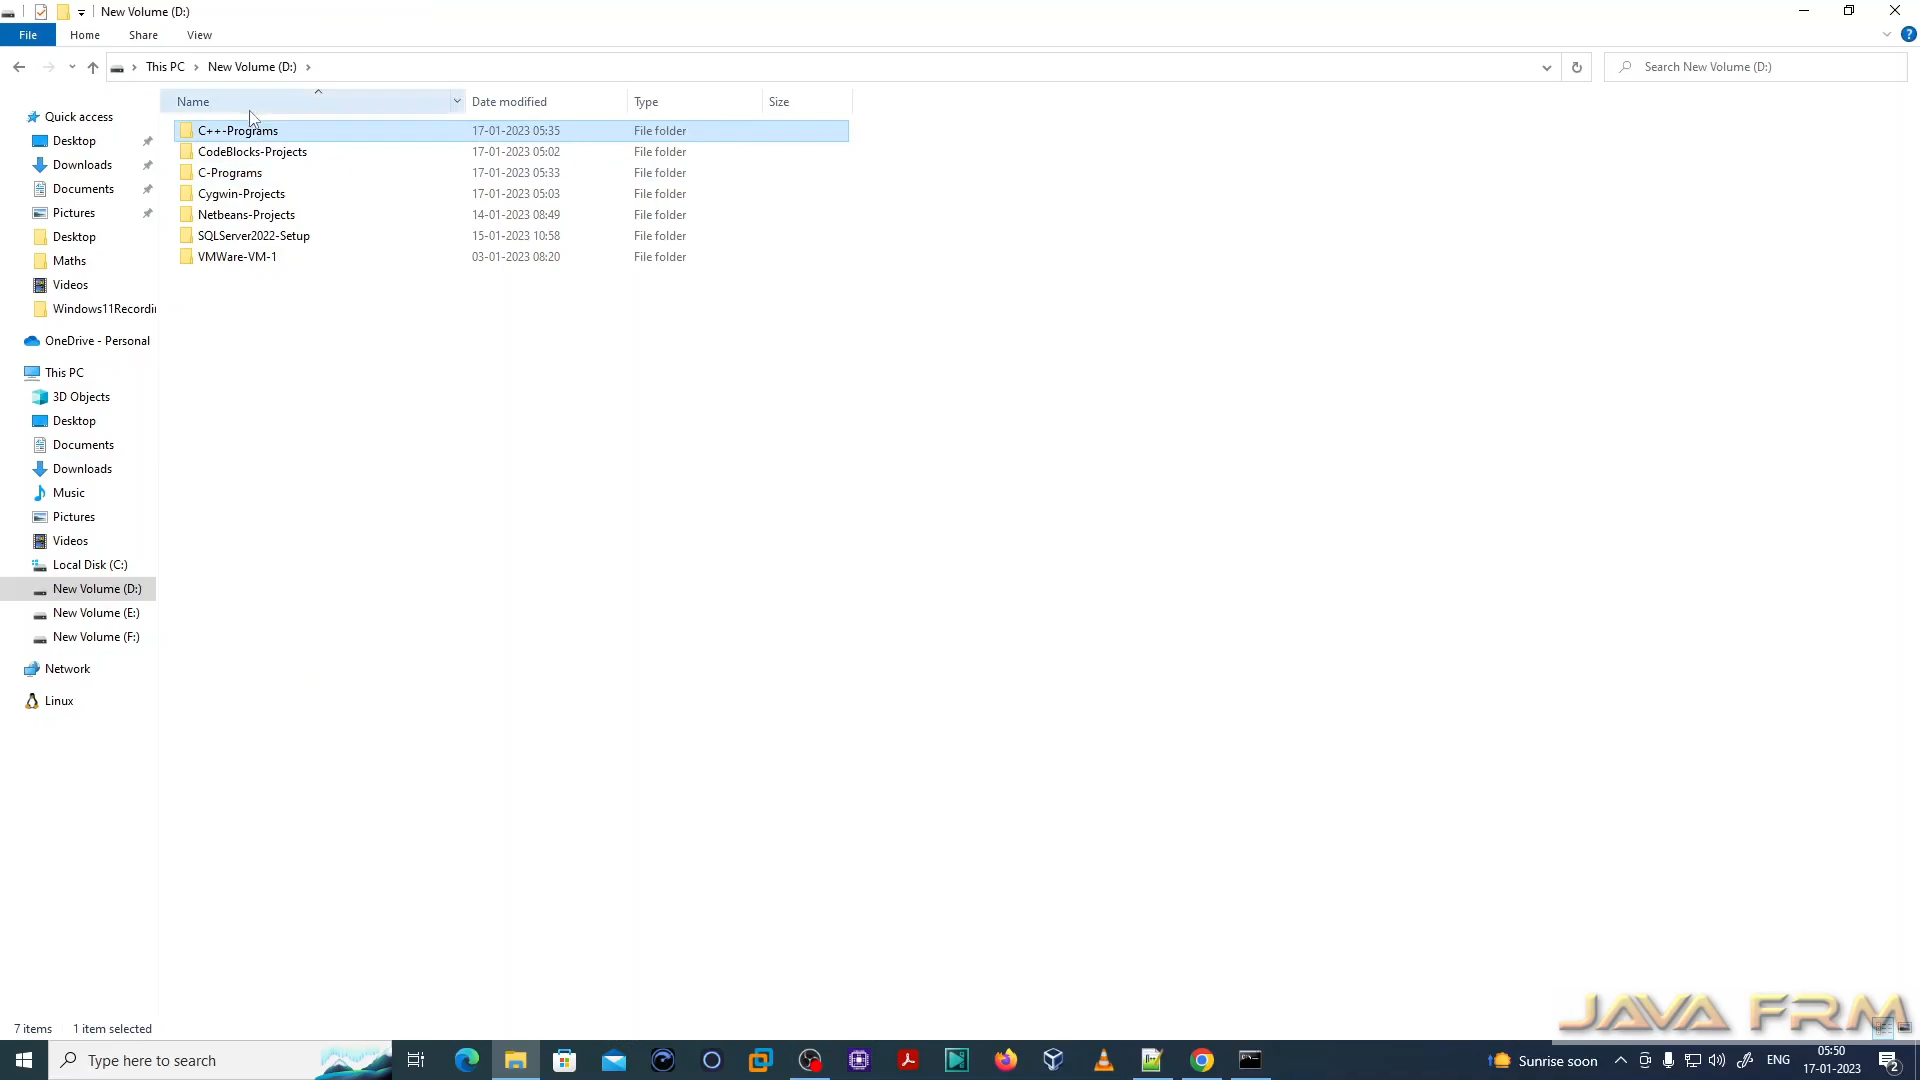 New Volume (D:)
File Home Share View
This PC New Volume (D:)
Search New Volume (D:)
Name Date modified Type Size
Quick access
Desktop
Downloads
Documents
Pictures
Desktop
Maths
Videos
Windows11Recordin
OneDrive - Personal
This PC
3D Objects
Desktop
Documents
Downloads
Music
Pictures
Videos
Local Disk (C:)
New Volume (D:)
New Volume (E:)
New Volume (F:)
Network
Linux
C++-Programs 17-01-2023 05:35 File folder
CodeBlocks-Projects 17-01-2023 05:02 File folder
C-Programs 17-01-2023 05:33 File folder
Cygwin-Projects 17-01-2023 05:03 File folder
Netbeans-Projects 14-01-2023 08:49 File folder
SQLServer2022-Setup 15-01-2023 10:58 File folder
VMWare-VM-1 03-01-2023 08:20 File folder
7 items 1 item selected
JAVA FRM
Type here to search
Sunrise soon
ENG
05:50
17-01-2023
2